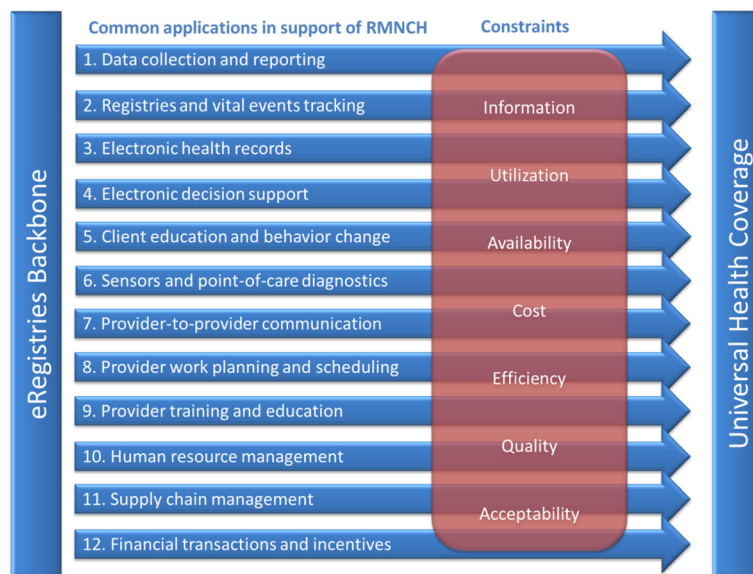 Common applications in support of RMNCH
Constraints
eRegistries Backbone
1. Data collection and reporting
2. Registries and vital events tracking
3. Electronic health records
4. Electronic decision support
5. Client education and behavior change
6. Sensors and point-of-care diagnostics
7. Provider-to-provider communication
8. Provider work planning and scheduling
9. Provider training and education
10. Human resource management
11. Supply chain management
12. Financial transactions and incentives
Information
Utilization
Availability
Cost
Efficiency
Quality
Acceptability
Universal Health Coverage